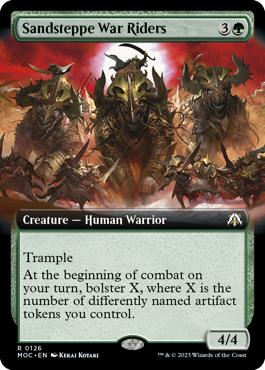 Sandsteppe War Riders 3
Creature — Human Warrior
Trample
At the beginning of combat on
your turn, bolster X, where X is the
number of differently named artifact
tokens you control.
4/4
R 0126
MOC • EN KEKAI KOTAKI
™ & © 2023 Wizards of the Coast